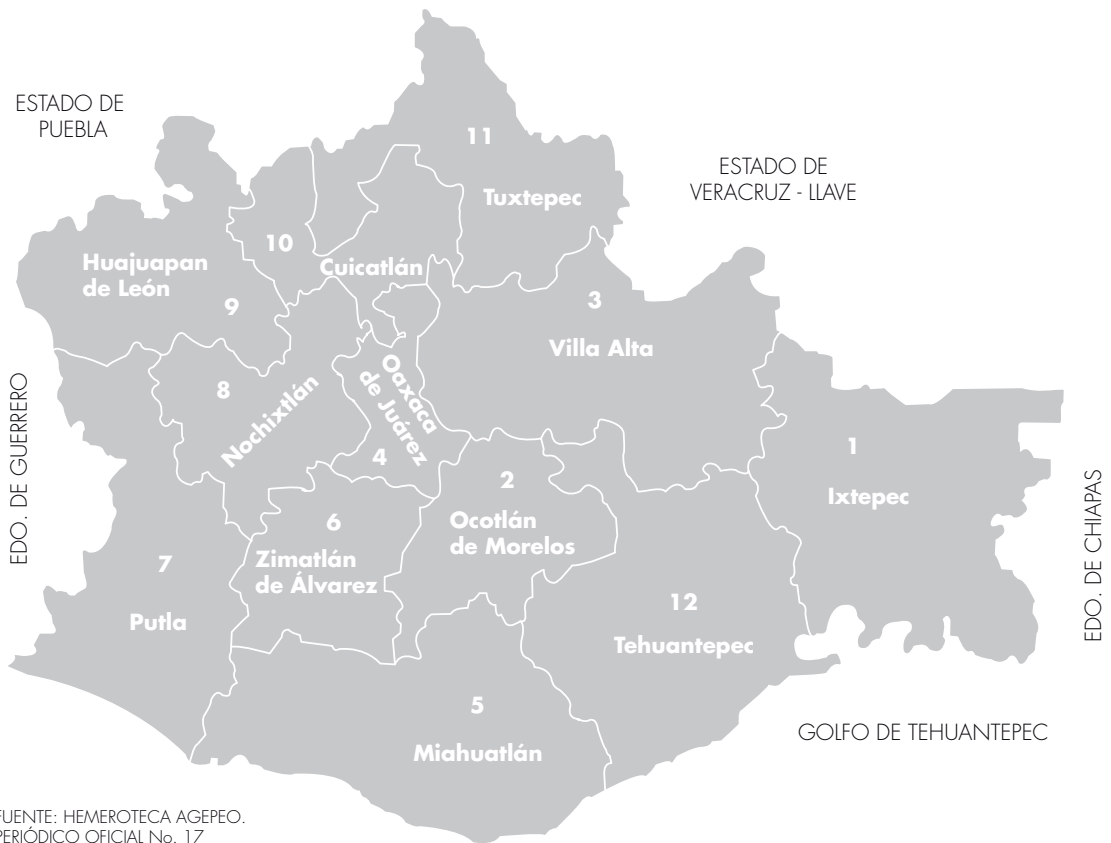 ESTADO DE
PUEBLA
11
Tuxtepec
ESTADO DE
VERACRUZ - LLAVE
10
Cuicatlán
Huajuapan
de León
9
3
Villa Alta
8
Nochixtlán
Oaxaca
de Juárez
4
EDO. DE GUERRERO
1
Ixtepec
2
Ocotlán
de Morelos
EDO. DE CHIAPAS
6
Zimatlán
de Álvarez
7
Putla
12
Tehuantepec
5
Miahuatlán
GOLFO DE TEHUANTEPEC
FUENTE: HEMEROTECA AGEPEO.
PERIÓDICO OFICIAL No. 17